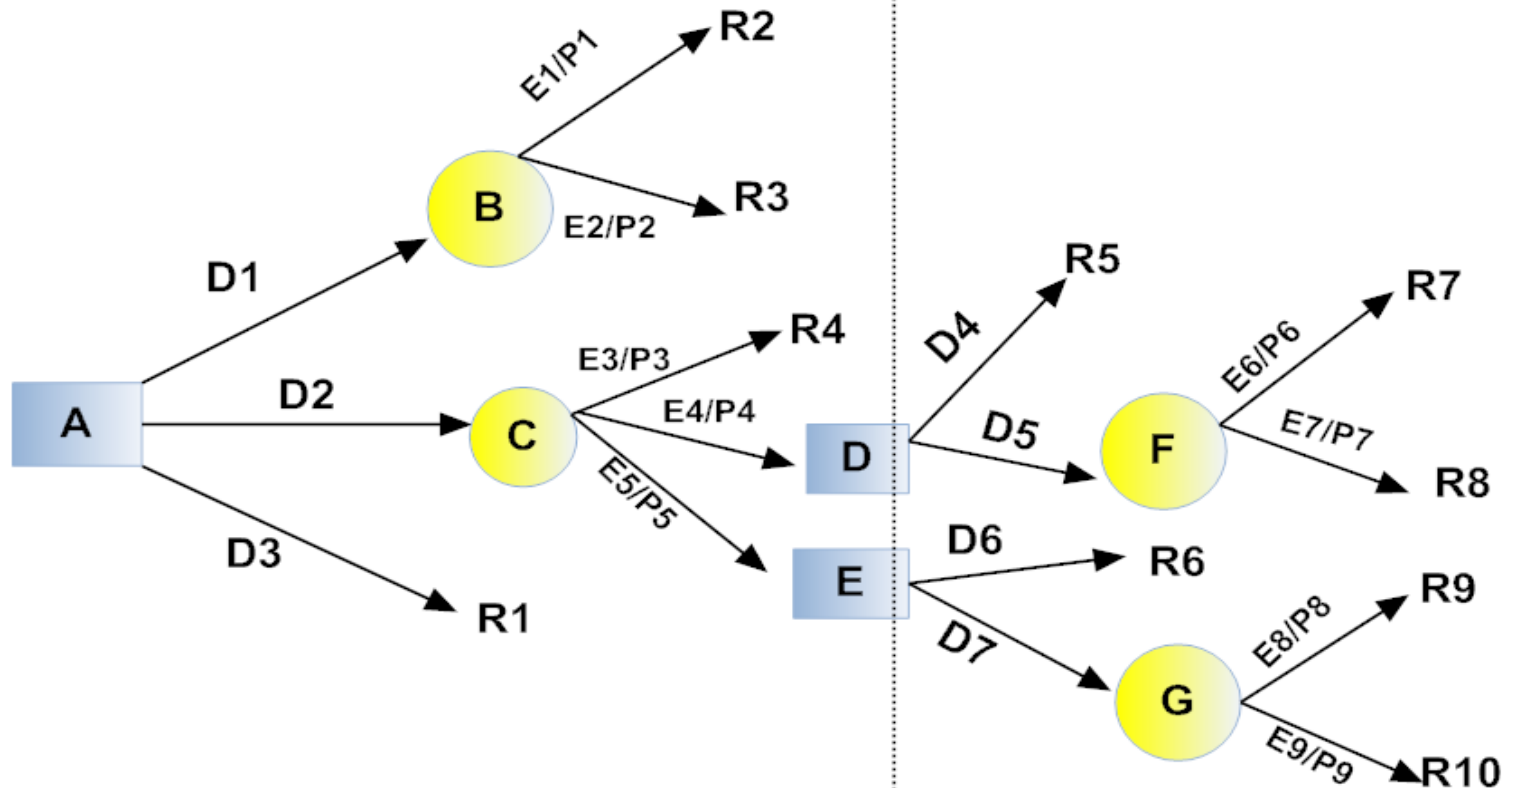 R2
E1/P1
B
R3
E2/P2
D1
R5
R7
R4
D4
E3/P3
E6/P6
D2
E4/P4
A
C
D
D5
F
E7/P7
R8
E5/P5
D6
D3
R6
E
R9
R1
D7
E8/P8
G
E9/P9
R10